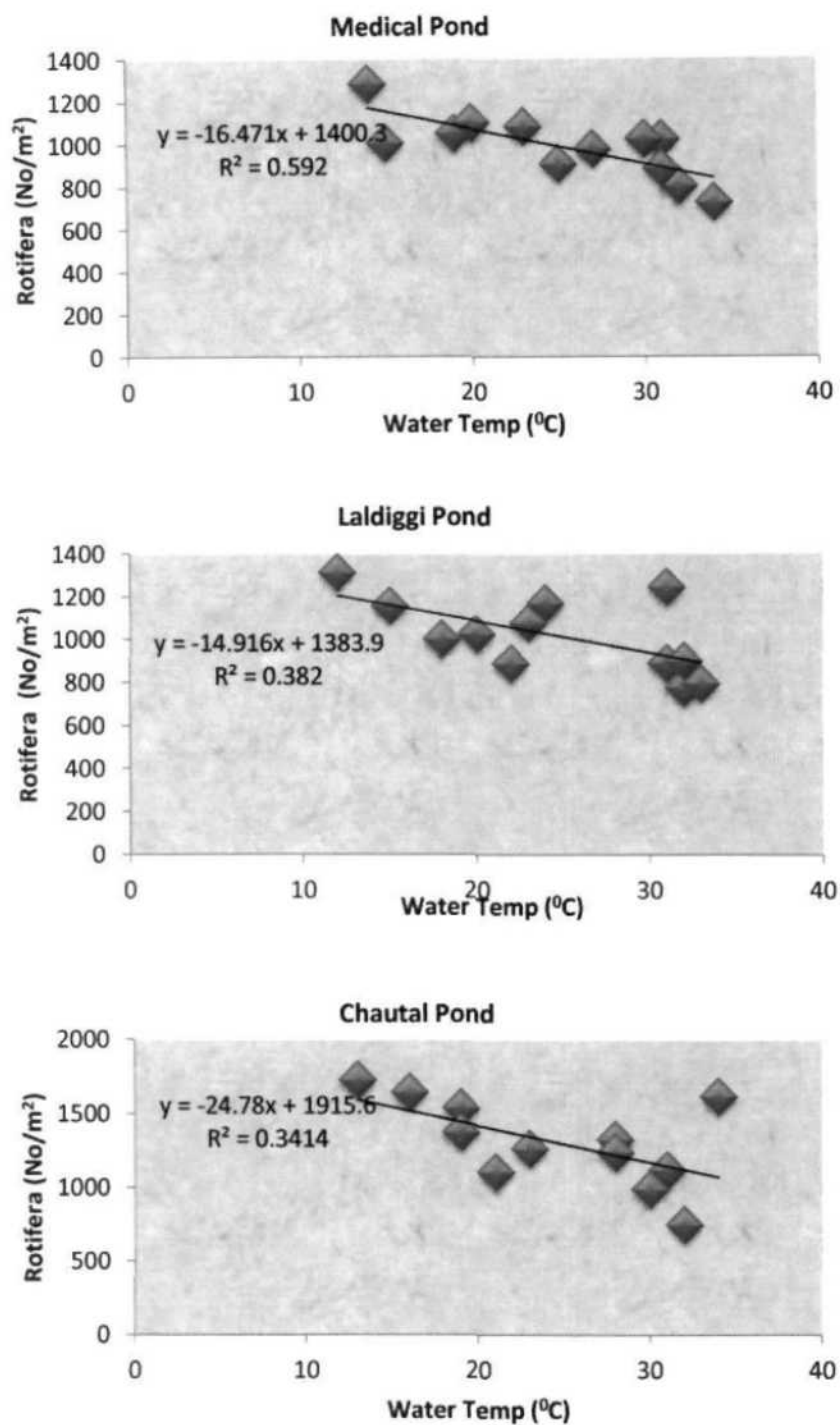 Medical Pond
1400
1200
1000
800
600
400
200
0
Rotifera (No/m²)
y = -16.471x + 1400.3
R² = 0.592
0 10 20 30 40
Water Temp (⁰C)
Laldiggi Pond
1400
1200
1000
800
600
400
200
0
Rotifera (No/m²)
y = -14.916x + 1383.9
R² = 0.382
0 10 20 30 40
Water Temp (⁰C)
Chautal Pond
2000
1500
1000
500
0
Rotifera (No/m²)
y = -24.78x + 1915.6
R² = 0.3414
0 10 20 30 40
Water Temp (⁰C)